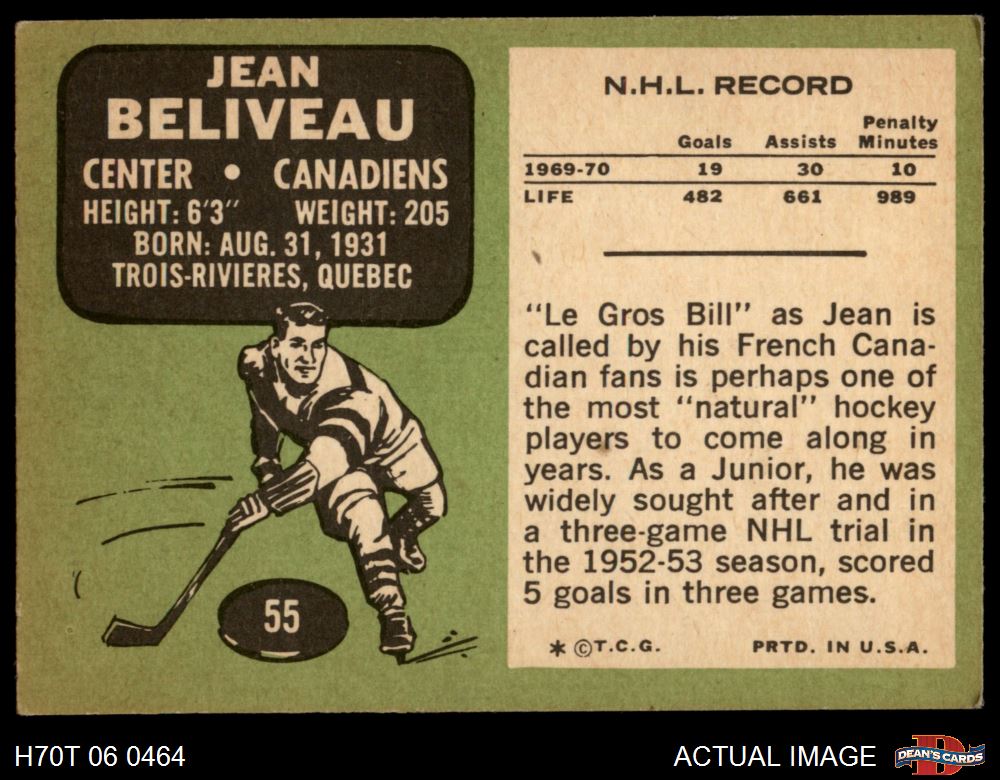 JEAN
BELIVEAU
CENTER • CANADIENS
HEIGHT: 6'3" WEIGHT: 205
BORN: AUG. 31, 1931
TROIS-RIVIERES, QUEBEC
55
N.H.L. RECORD
Goals Assists Penalty Minutes
1969-70 19 30 10
LIFE 482 661 989
"Le Gros Bill" as Jean is
called by his French Cana-
dian fans is perhaps one of
the most "natural" hockey
players to come along in
years. As a Junior, he was
widely sought after and in
a three-game NHL trial in
the 1952-53 season, scored
5 goals in three games.
* ©T.C.G. PRTD. IN U.S.A.
H70T 06 0464
ACTUAL IMAGE
D
DEAN'S CARDS